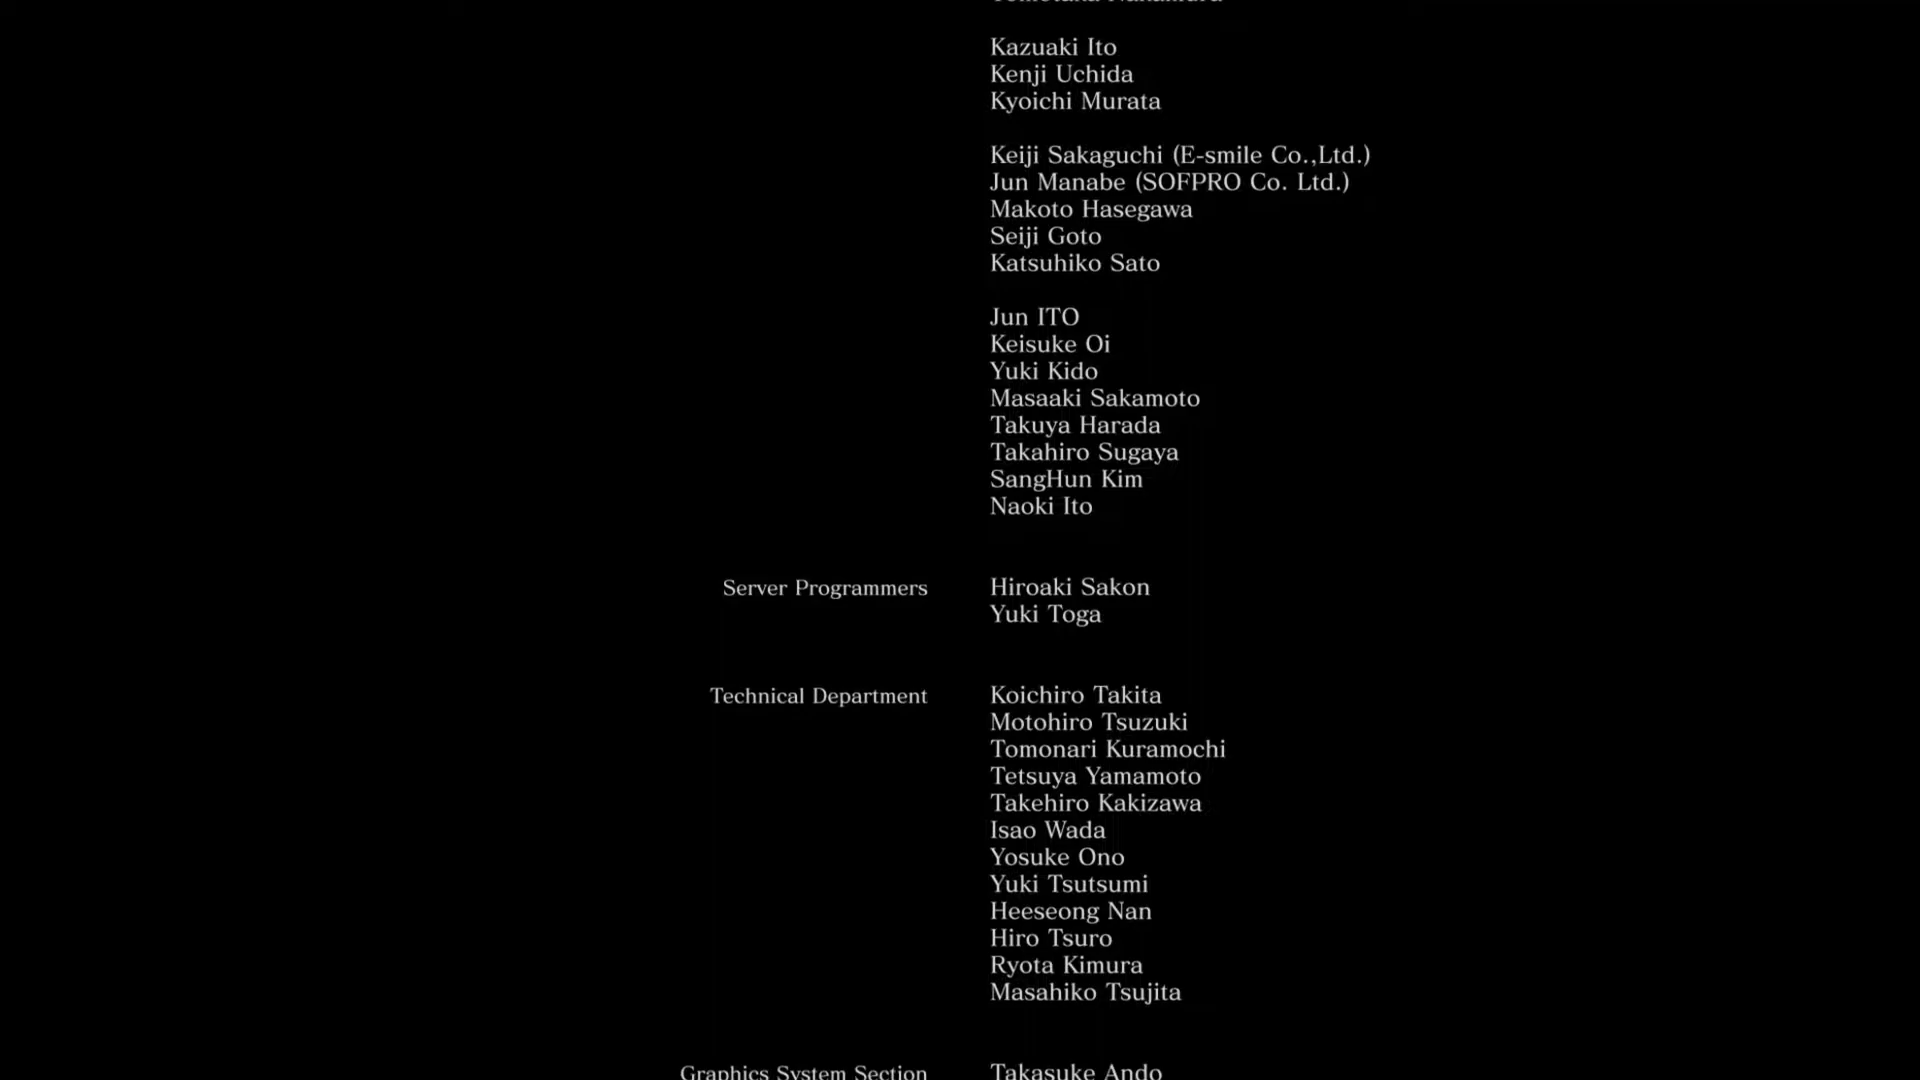 Kazuaki Ito
Kenji Uchida
Kyoichi Murata
Keiji Sakaguchi (E-smile Co.,Ltd.)
Jun Manabe (SOFPRO Co. Ltd.)
Makoto Hasegawa
Seiji Goto
Katsuhiko Sato
Jun ITO
Keisuke Oi
Yuki Kido
Masaaki Sakamoto
Takuya Harada
Takahiro Sugaya
SangHun Kim
Naoki Ito
Server Programmers Hiroaki Sakon
Yuki Toga
Technical Department Koichiro Takita
Motohiro Tsuzuki
Tomonari Kuramochi
Tetsuya Yamamoto
Takehiro Kakizawa
Isao Wada
Yosuke Ono
Yuki Tsutsumi
Heeseong Nan
Hiro Tsuro
Ryota Kimura
Masahiko Tsujita
Graphics System Section Takasuke Ando